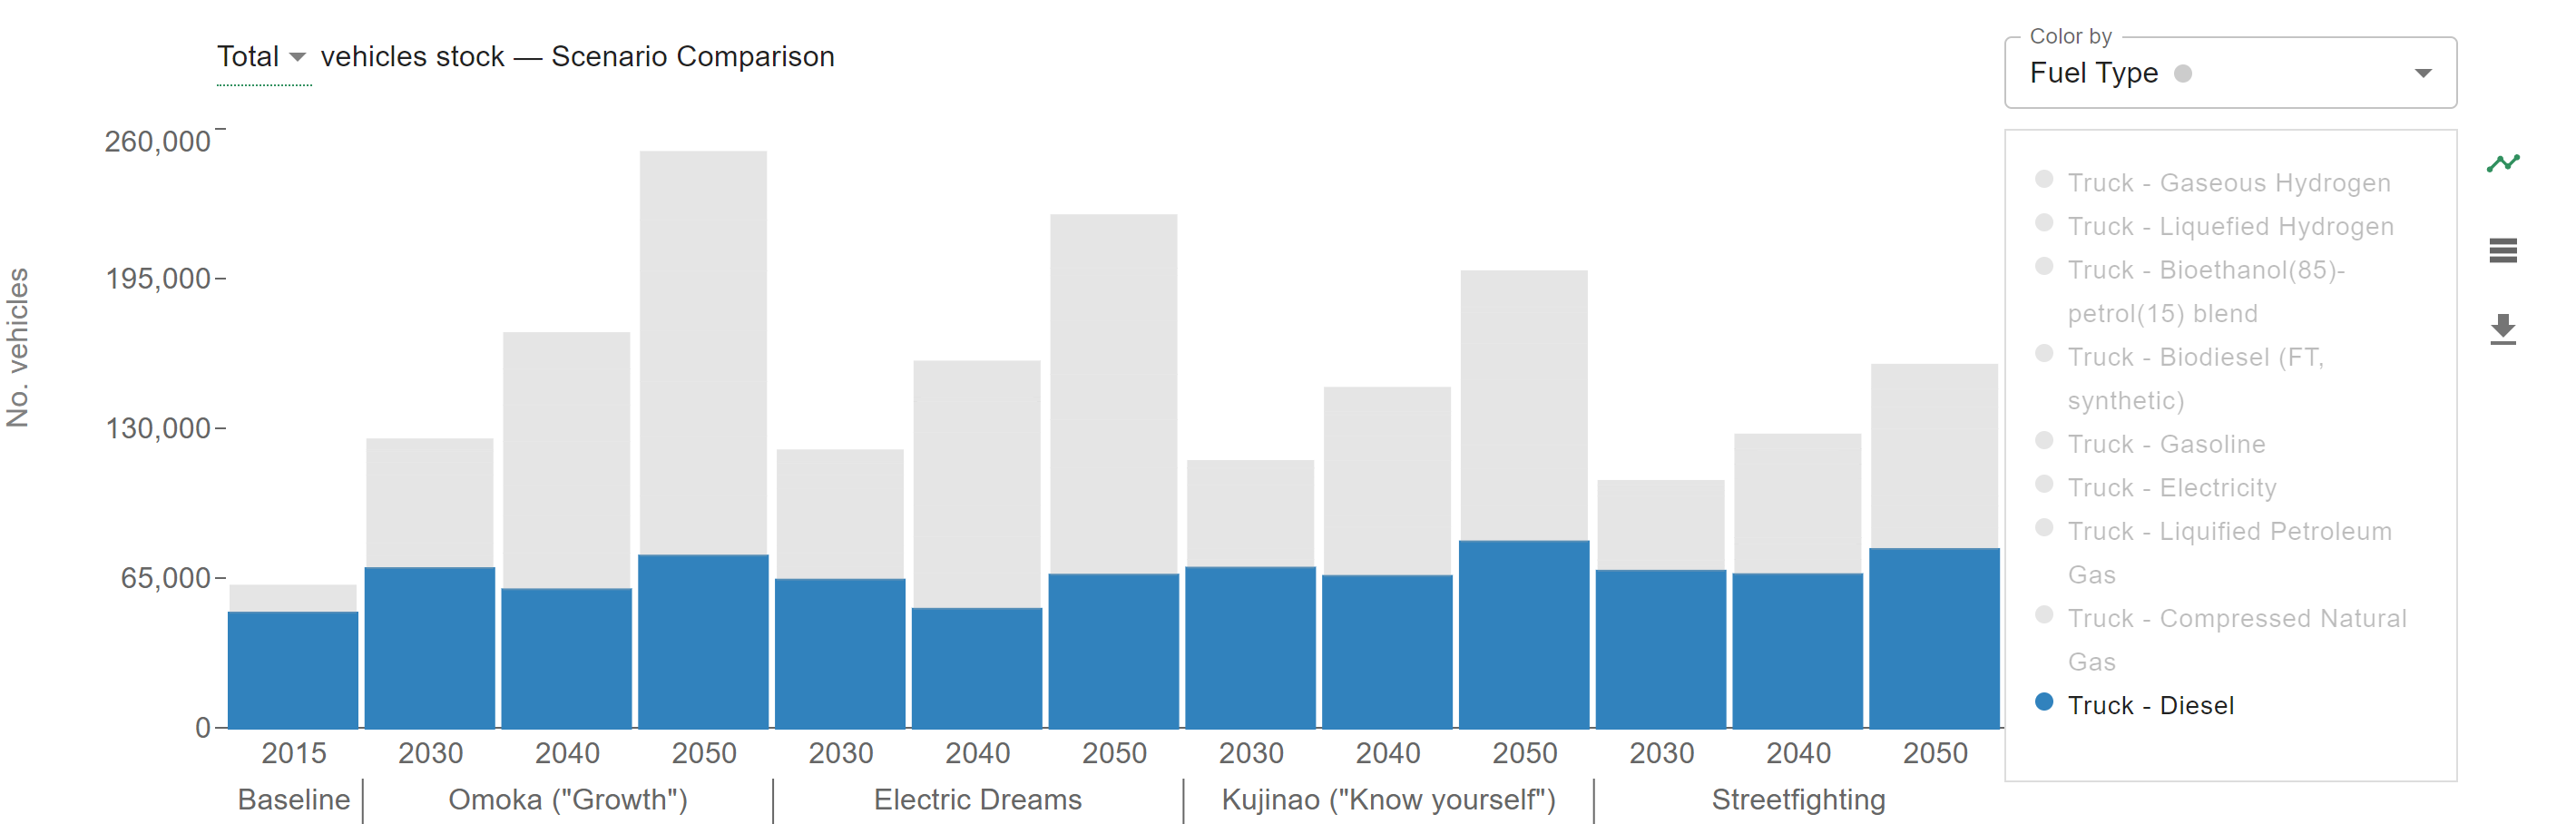 Total vehicles stock — Scenario Comparison
Color by
Fuel Type
No. vehicles
260,000
195,000
130,000
65,000
0
2015 2030 2040 2050 2030 2040 2050 2030 2040 2050 2030 2040 2050
Baseline Omoka ("Growth") Electric Dreams Kujinao ("Know yourself") Streetfighting
Truck - Gaseous Hydrogen
Truck - Liquefied Hydrogen
Truck - Bioethanol(85)-
petrol(15) blend
Truck - Biodiesel (FT,
synthetic)
Truck - Gasoline
Truck - Electricity
Truck - Liquified Petroleum
Gas
Truck - Compressed Natural
Gas
Truck - Diesel